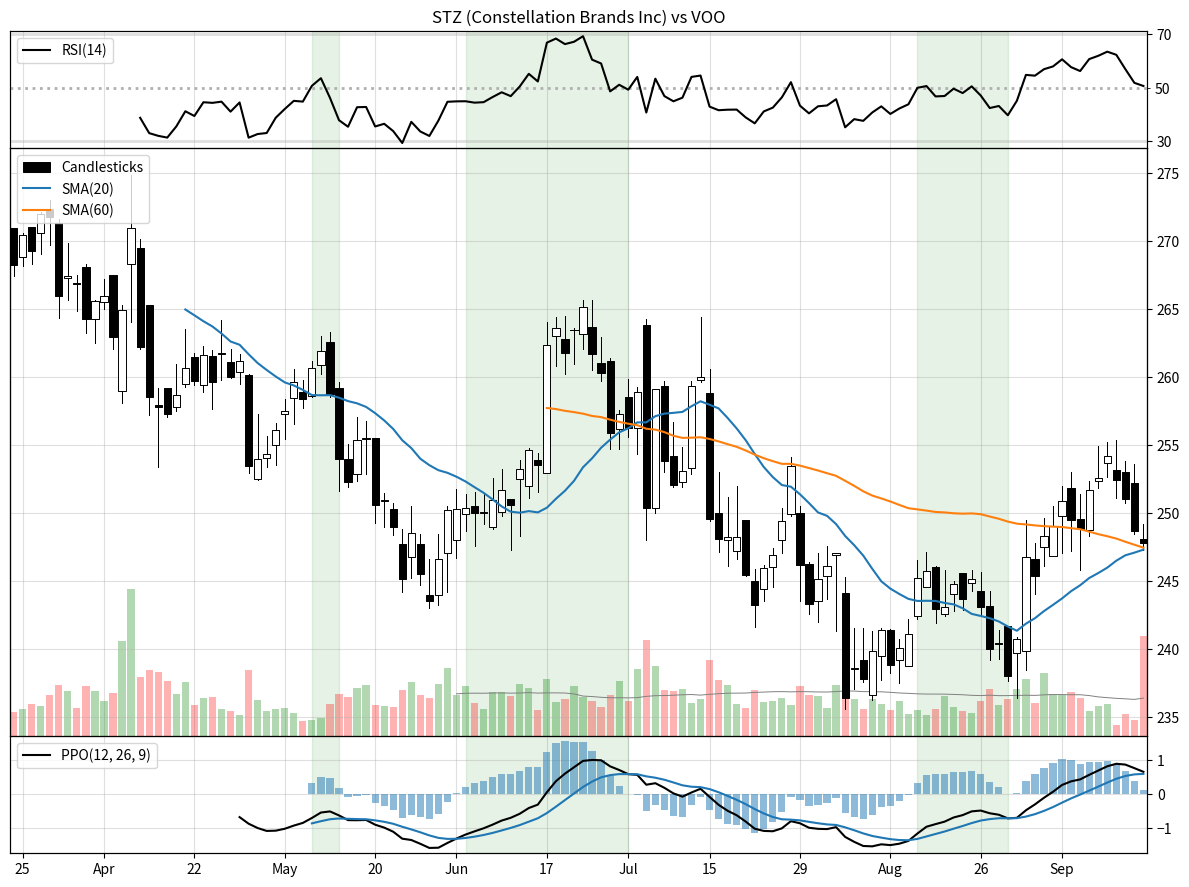 STZ (Constellation Brands Inc) vs VOO
RSI(14)
70
50
30
Candlesticks
SMA(20)
SMA(60)
275
270
265
260
255
250
245
240
235
PPO(12, 26, 9)
1
0
−1
25 Apr 22 May 20 Jun 17 Jul 15 29 Aug 26 Sep